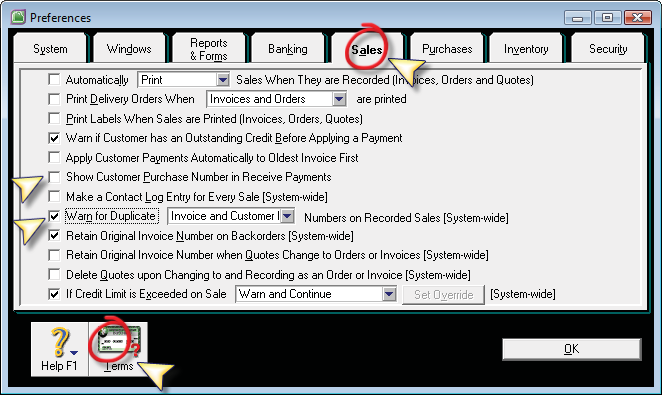 Preferences
System
Windows
Reports
& Forms
Banking
Sales
Purchases
Inventory
Security
Automatically Print Sales When They are Recorded (Invoices, Orders and Quotes)
Print Delivery Orders When Invoices and Orders are printed
Print Labels When Sales are Printed (Invoices, Orders, Quotes)
Warn if Customer has an Outstanding Credit Before Applying a Payment
Apply Customer Payments Automatically to Oldest Invoice First
Show Customer Purchase Number in Receive Payments
Make a Contact Log Entry for Every Sale [System-wide]
Warn for Duplicate Invoice and Customer I Numbers on Recorded Sales [System-wide]
Retain Original Invoice Number on Backorders [System-wide]
Retain Original Invoice Number when Quotes Change to Orders or Invoices [System-wide]
Delete Quotes upon Changing to and Recording as an Order or Invoice [System-wide]
If Credit Limit is Exceeded on Sale Warn and Continue Set Override [System-wide]
Help F1
Terms
OK